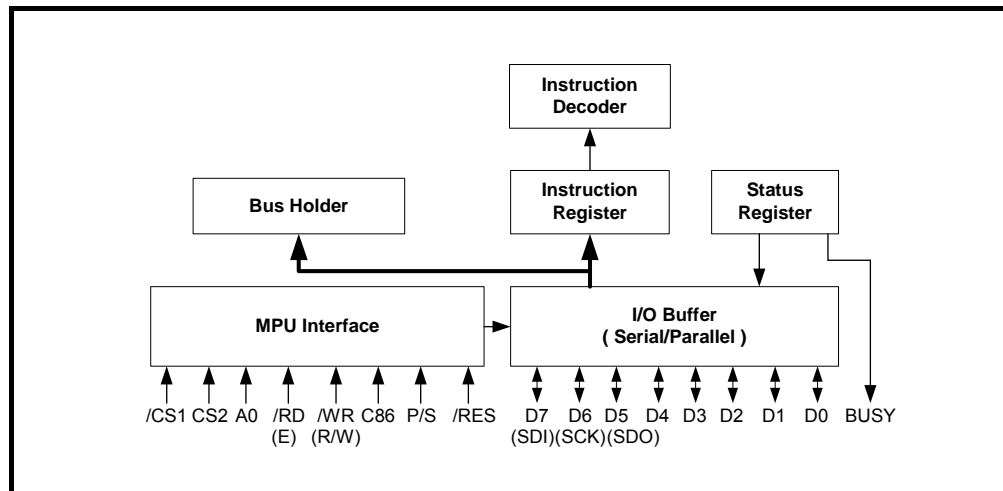 Instruction
Decoder
Bus Holder
Instruction
Register
Status
Register
MPU Interface
I/O Buffer
( Serial/Parallel )
/CS1 CS2 A0 /RD /WR C86 P/S /RES D7 D6 D5 D4 D3 D2 D1 D0 BUSY
(E) (R/W) (SDI) (SCK) (SDO)